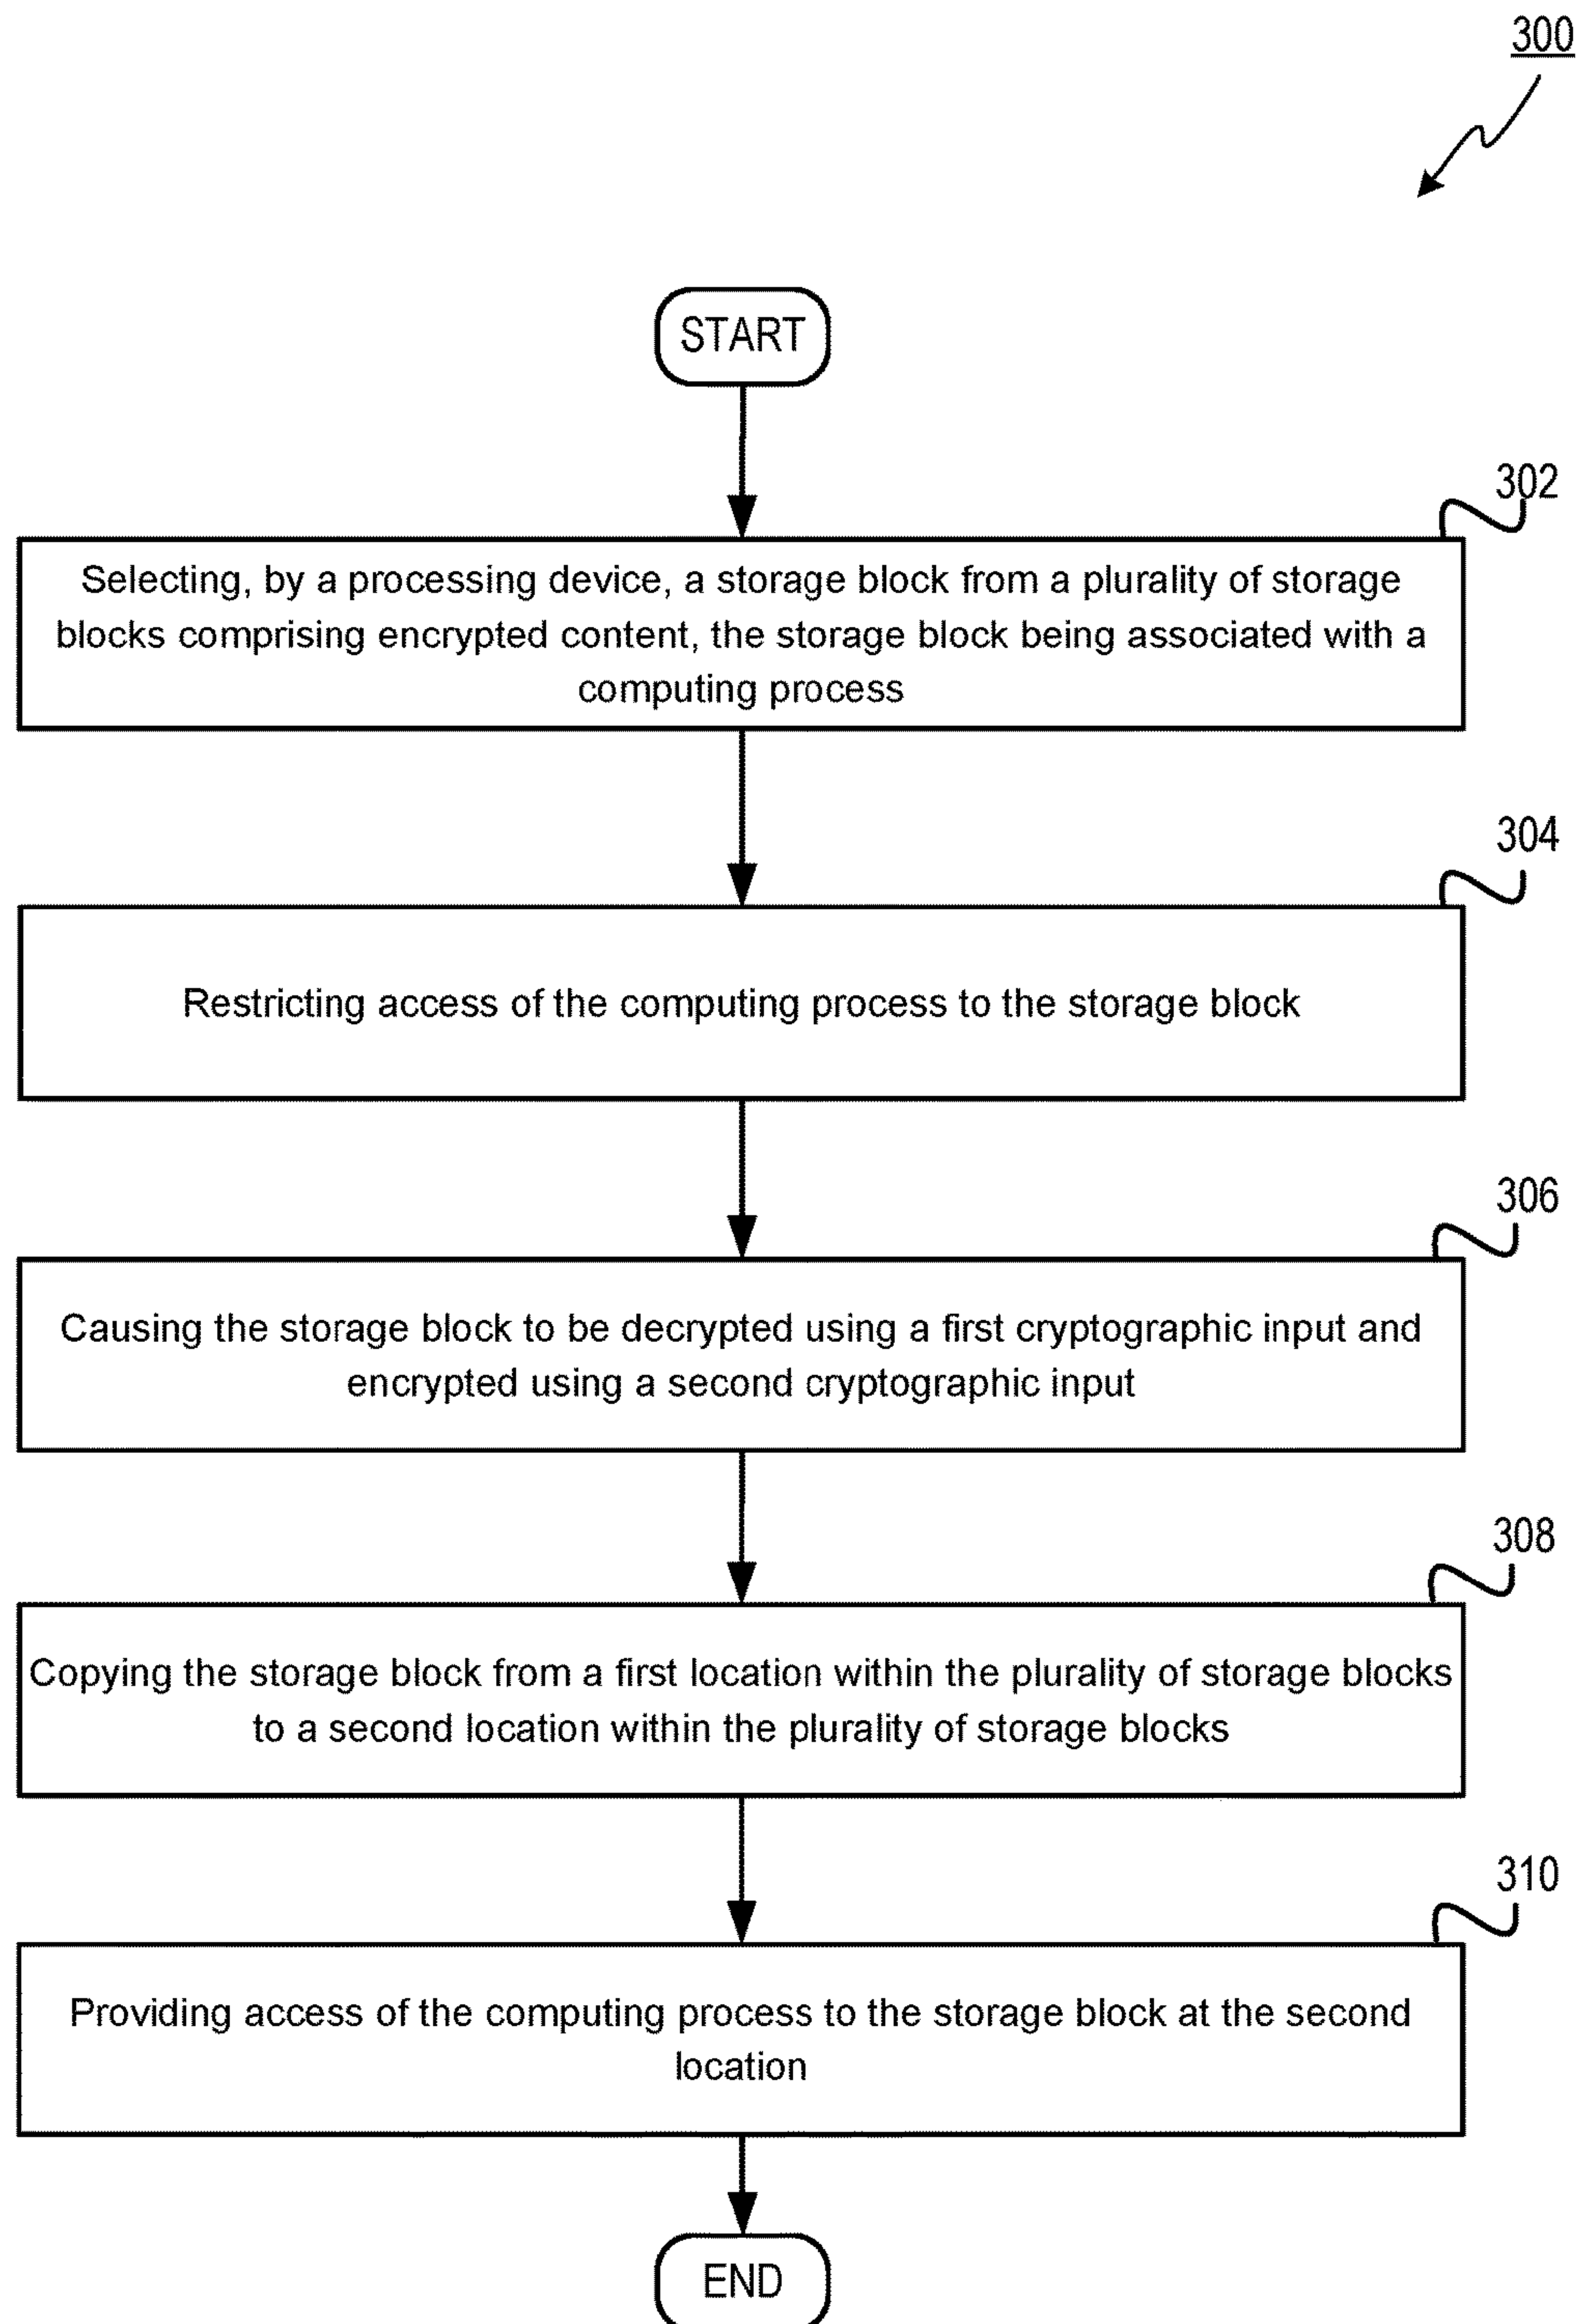 300
START
302
Selecting, by a processing device, a storage block from a plurality of storage
blocks comprising encrypted content, the storage block being associated with a
computing process
304
Restricting access of the computing process to the storage block
306
Causing the storage block to be decrypted using a first cryptographic input and
encrypted using a second cryptographic input
308
Copying the storage block from a first location within the plurality of storage blocks
to a second location within the plurality of storage blocks
310
Providing access of the computing process to the storage block at the second
location
END